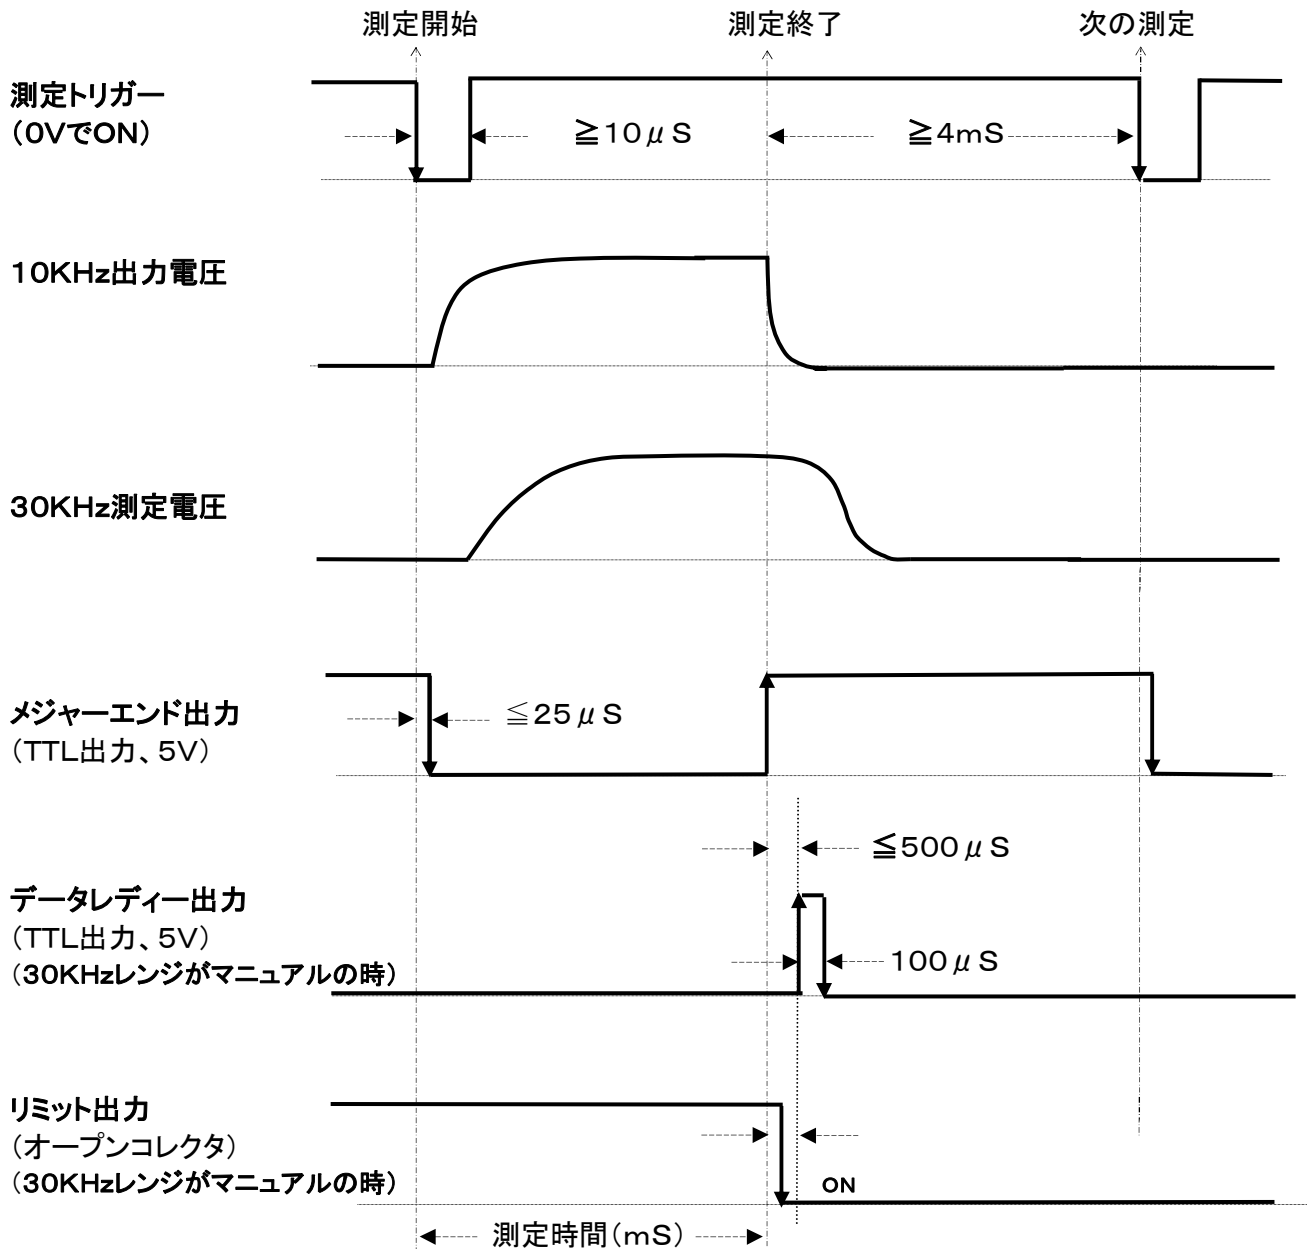 測定開始 測定終了 次の測定
測定トリガー
(0VでON)
≧10μS ≧4mS
10KHz出力電圧
30KHz測定電圧
メジャーエンド出力
(TTL出力、5V)
≦25μS
≦500μS
データレディー出力
(TTL出力、5V)
(30KHzレンジがマニュアルの時)
100μS
リミット出力
(オープンコレクタ)
(30KHzレンジがマニュアルの時)
ON
測定時間(mS)